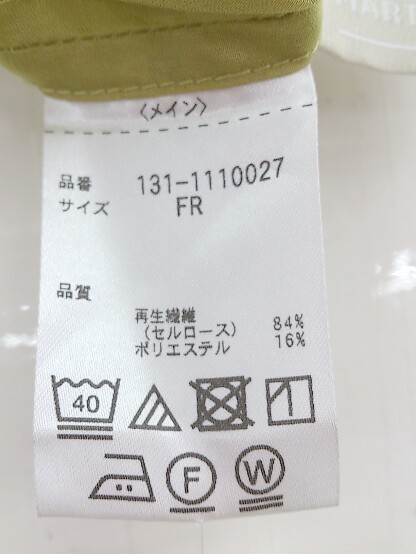 〈メイン〉
品番 131-1110027
サイズ FR
品質
再生繊維
（セルロース） 84%
ポリエステル 16%
40
F W